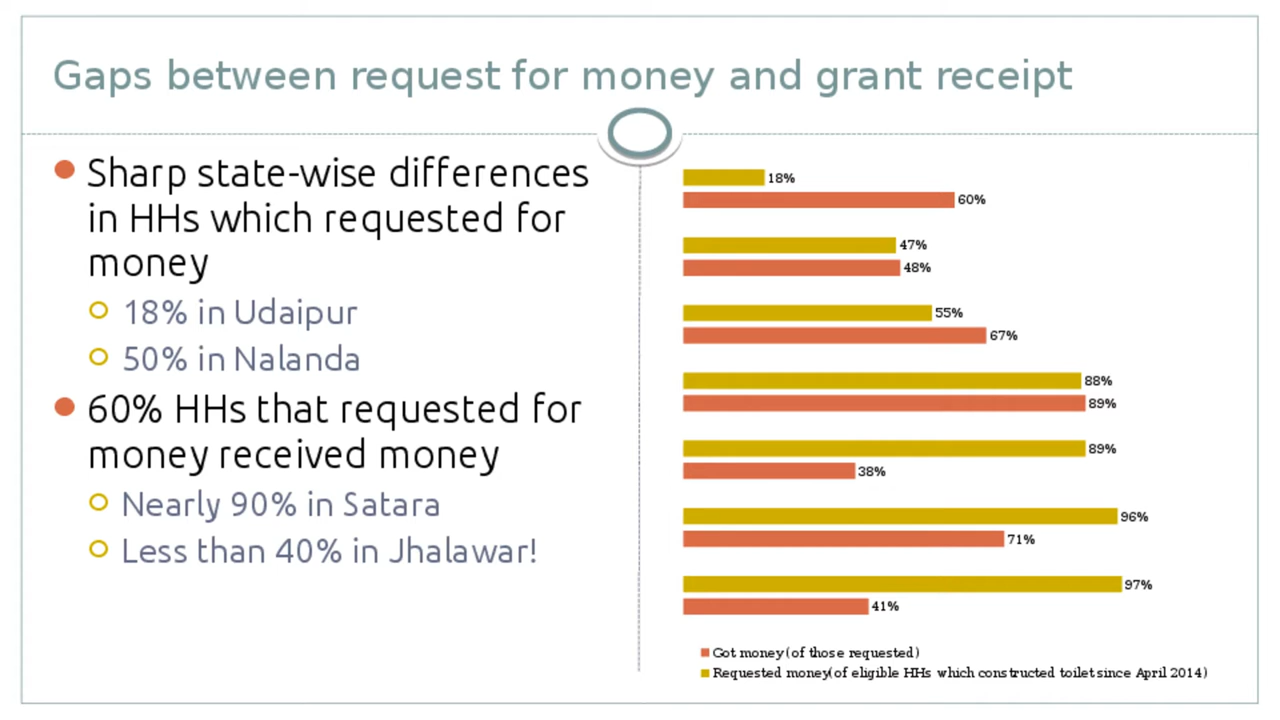 Gaps between request for money and grant receipt
Sharp state-wise differences
in HHs which requested for
money
18% in Udaipur
50% in Nalanda
60% HHs that requested for
money received money
Nearly 90% in Satara
Less than 40% in Jhalawar!
18%
60%
47%
48%
55%
67%
88%
89%
89%
38%
96%
71%
97%
41%
Got money (of those requested)
Requested money(of eligible HHs which constructed toilet since April 2014)